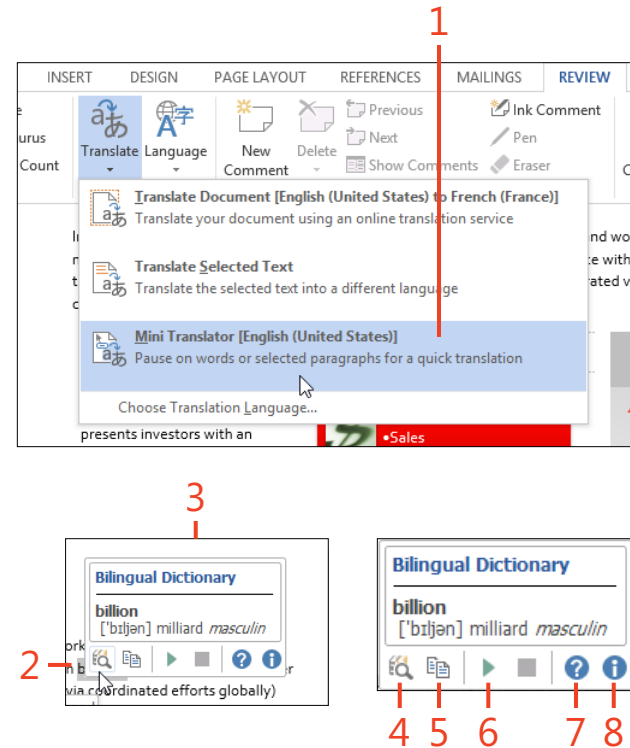 1
INSERT DESIGN PAGE LAYOUT REFERENCES MAILINGS REVIEW
Previous Ink Comment
urus Next Pen
Translate Language New Delete
Count Comment Show Comments Eraser
Translate Document [English (United States) to French (France)]
Translate your document using an online translation service
nd wo
Translate Selected Text
Translate the selected text into a different language
Mini Translator [English (United States)]
Pause on words or selected paragraphs for a quick translation
Choose Translation Language...
presents investors with an
•Sales
3
Bilingual Dictionary
billion
['bɪljən] milliard masculin
2
via coordinated efforts globally)
Bilingual Dictionary
billion
['bɪljən] milliard masculin
4 5 6 7 8